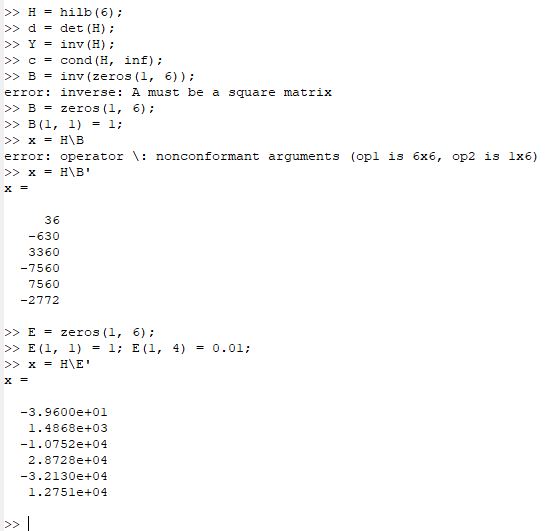 >> H = hilb(6);
>> d = det(H);
>> Y = inv(H);
>> c = cond(H, inf);
>> B = inv(zeros(1, 6));
error: inverse: A must be a square matrix
>> B = zeros(1, 6);
>> B(1, 1) = 1;
>> x = H\B
error: operator \: nonconformant arguments (op1 is 6x6, op2 is 1x6)
>> x = H\B'
x =
36
-630
3360
-7560
7560
-2772
>> E = zeros(1, 6);
>> E(1, 1) = 1; E(1, 4) = 0.01;
>> x = H\E'
x =
-3.9600e+01
1.4868e+03
-1.0752e+04
2.8728e+04
-3.2130e+04
1.2751e+04
>>